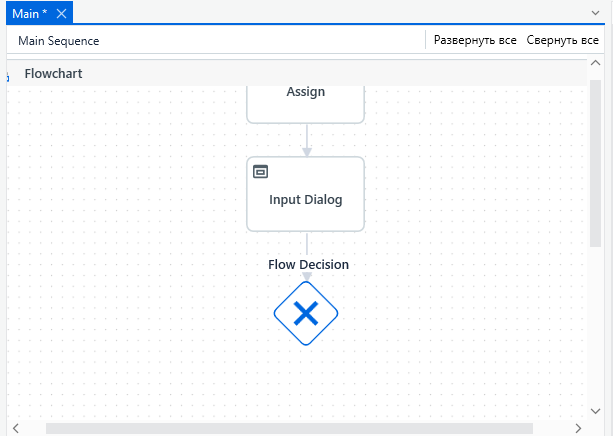 Main *
Main Sequence
Развернуть все Свернуть все
Flowchart
Assign
Input Dialog
Flow Decision